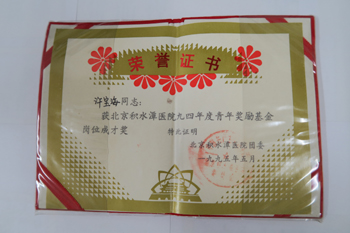 荣誉证书
同志：
获北京积水潭医院九四年度青年奖励基金
岗位成才奖 特此证明
北京积水潭医院团委
一九九五年五月